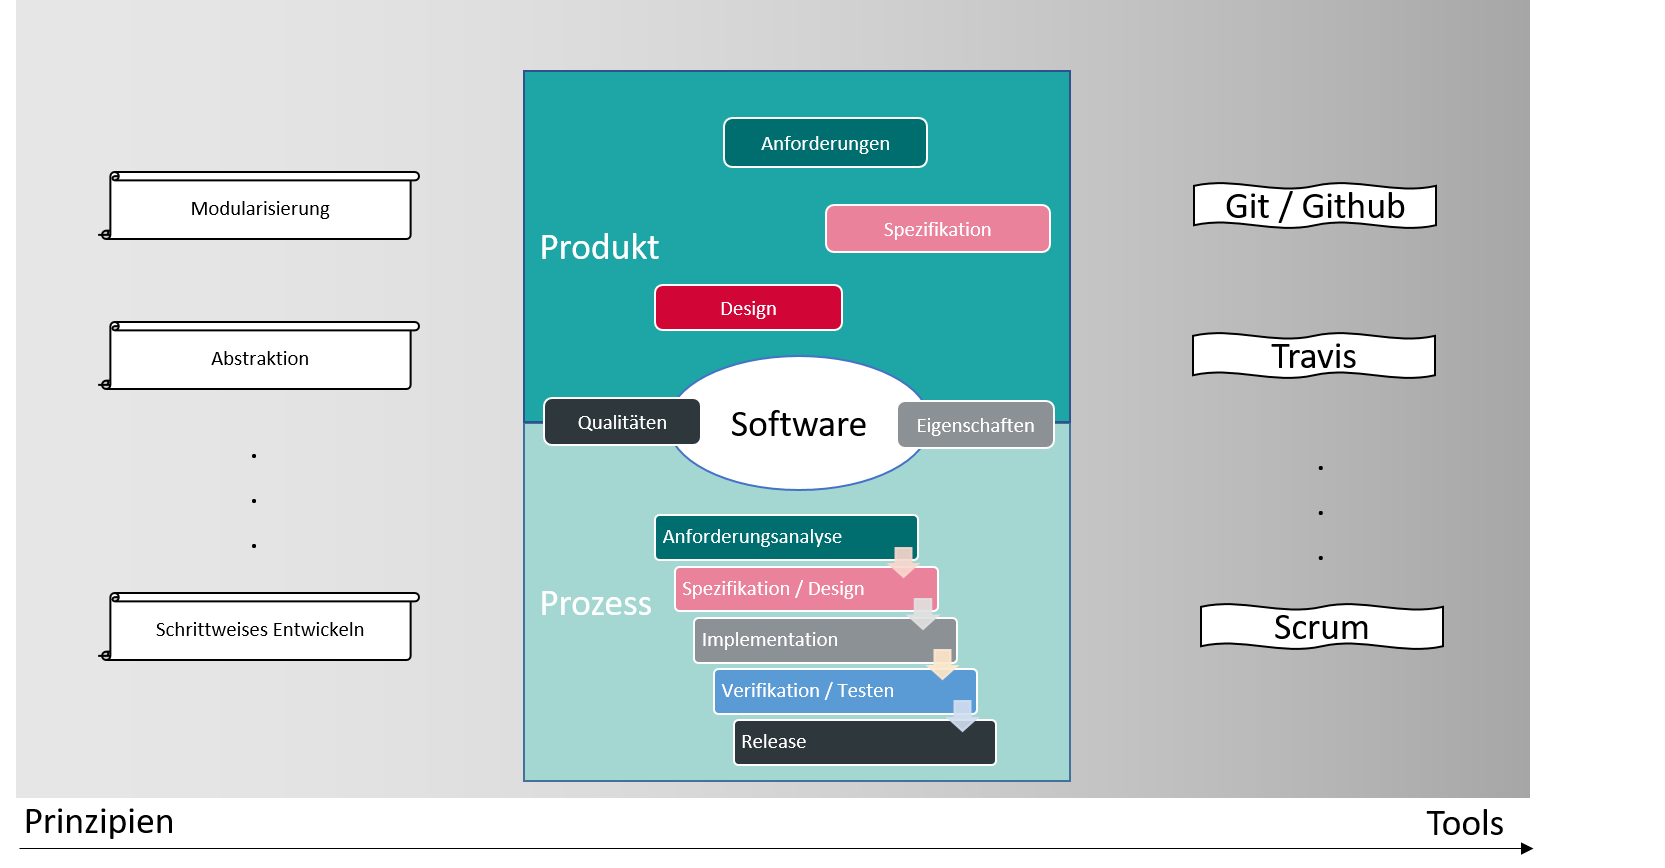 Modularisierung
Abstraktion
.
.
.
Schrittweises Entwickeln
Produkt
Anforderungen
Spezifikation
Design
Qualitäten
Software
Eigenschaften
Prozess
Anforderungsanalyse
Spezifikation / Design
Implementation
Verifikation / Testen
Release
Git / Github
Travis
.
.
.
Scrum
Prinzipien
Tools